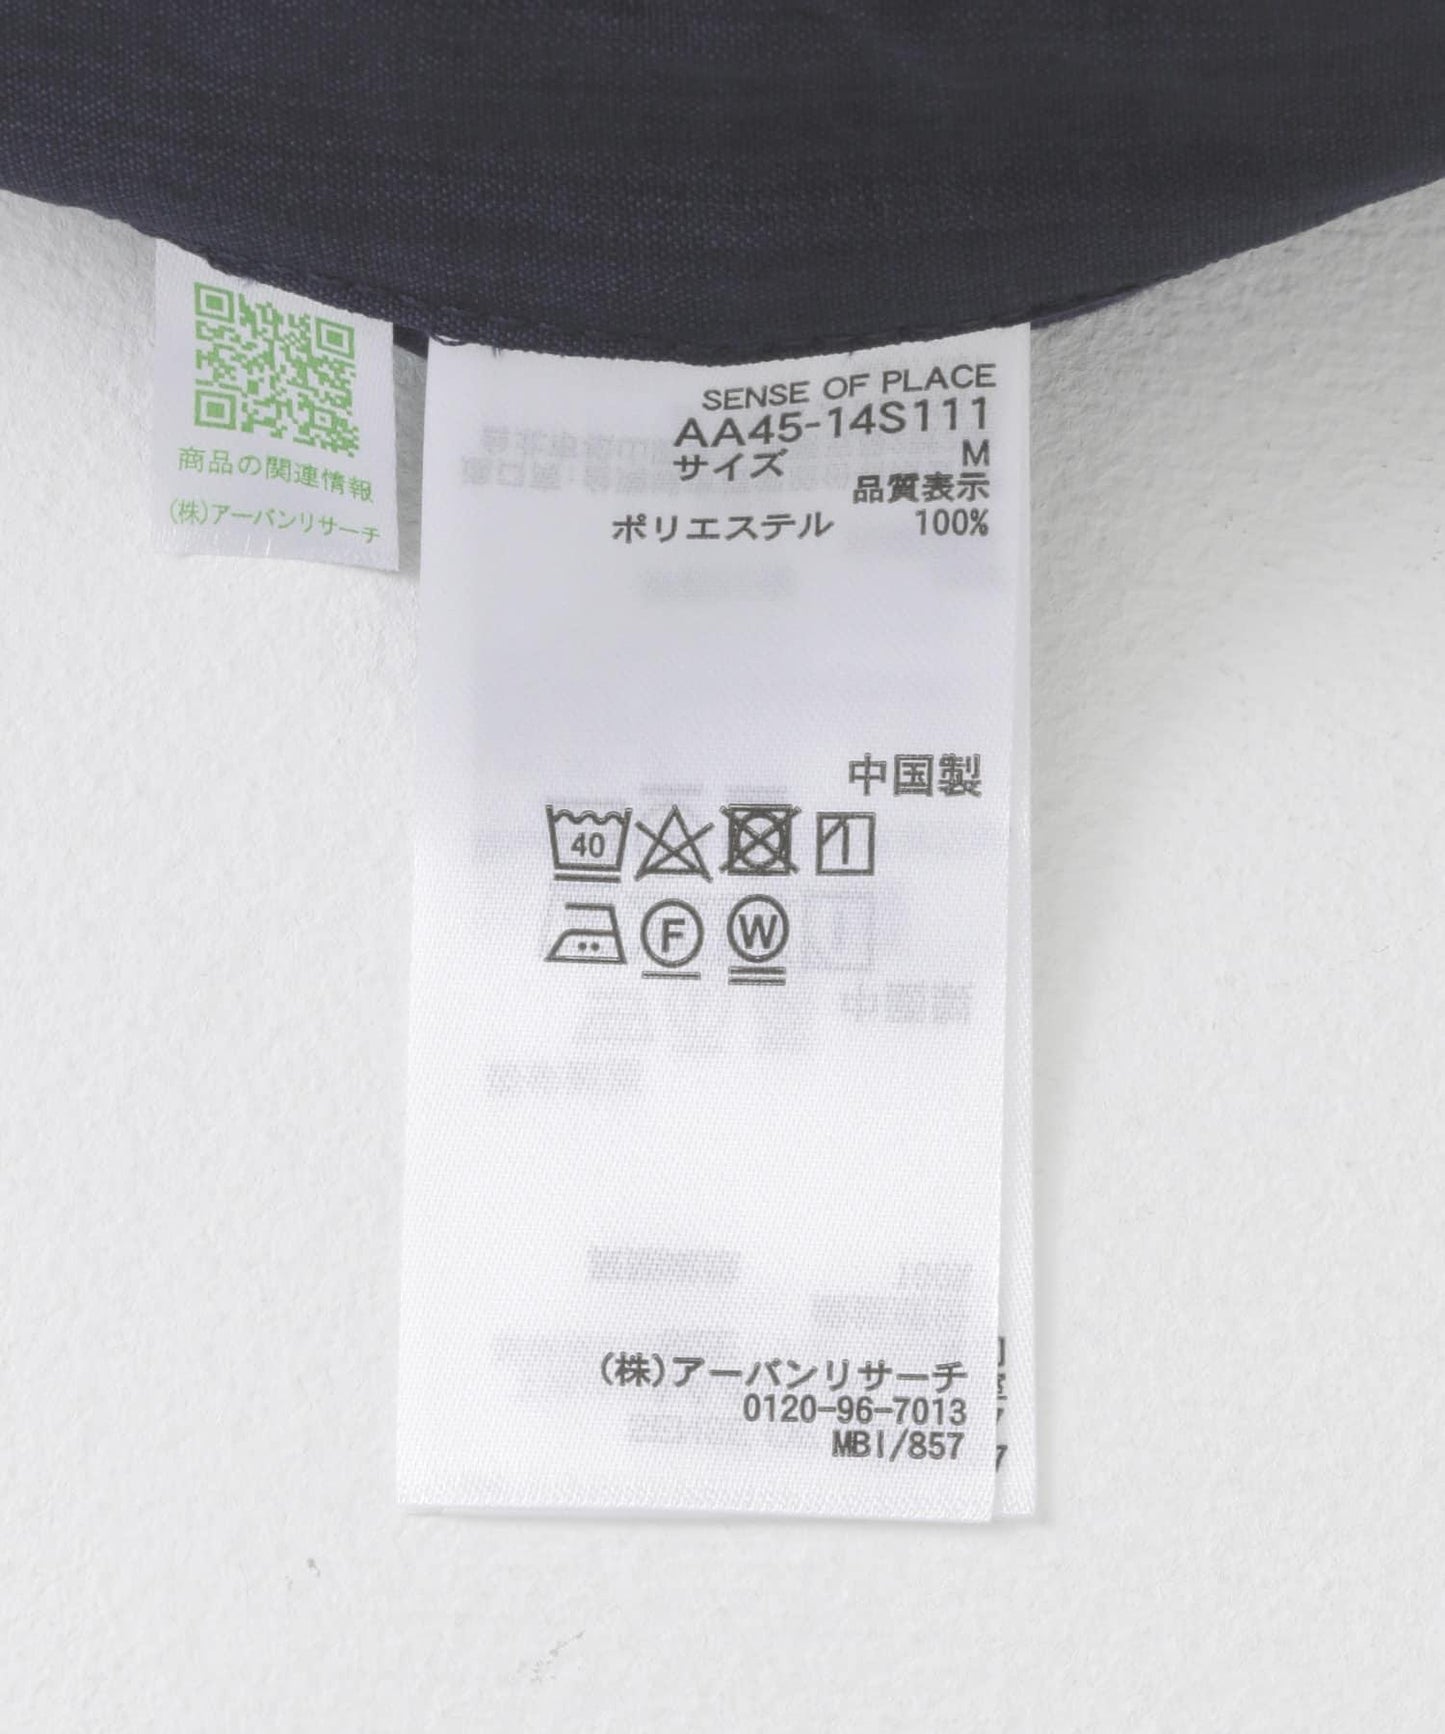 商品の関連情報
(株)アーバンリサーチ
SENSE OF PLACE
AA45-14S111
サイズ M
品質表示
ポリエステル 100%
中国製
40
F W
(株)アーバンリサーチ
0120-96-7013
MBI/857